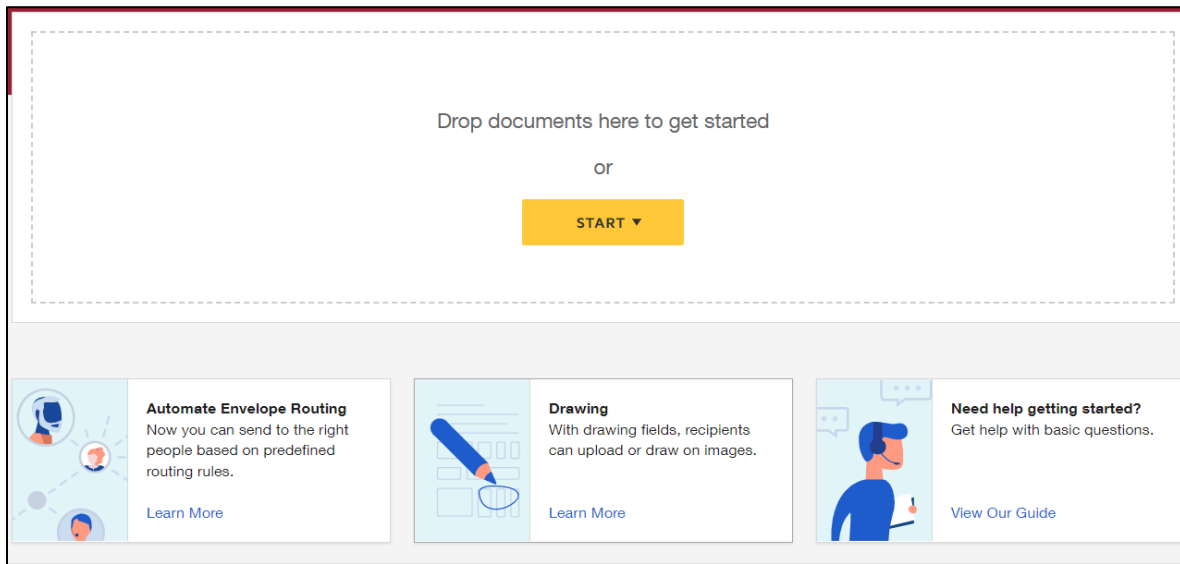 Drop documents here to get started
or
START
Automate Envelope Routing
Now you can send to the right
people based on predefined
routing rules.
Learn More
Drawing
With drawing fields, recipients
can upload or draw on images.
Learn More
Need help getting started?
Get help with basic questions.
View Our Guide